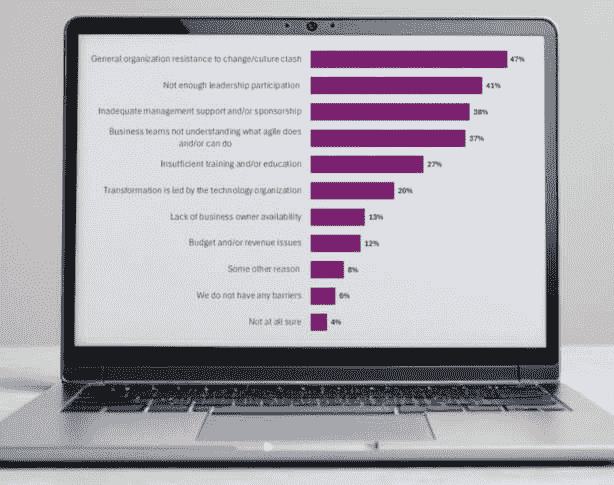 General organization resistance to change/cuture clash 47%
Not enough leadership participation 41%
Inadequate management support and/or sponsorship 38%
Business teams not understanding what agile does
and/or can do 37%
Insufficient training and/or education 27%
Transformation is led by the technology organization 20%
Lack of business owner availability 13%
Budget and/or revenue issues 12%
Some other reason 8%
We do not have any barriers 6%
Not at all sure 4%